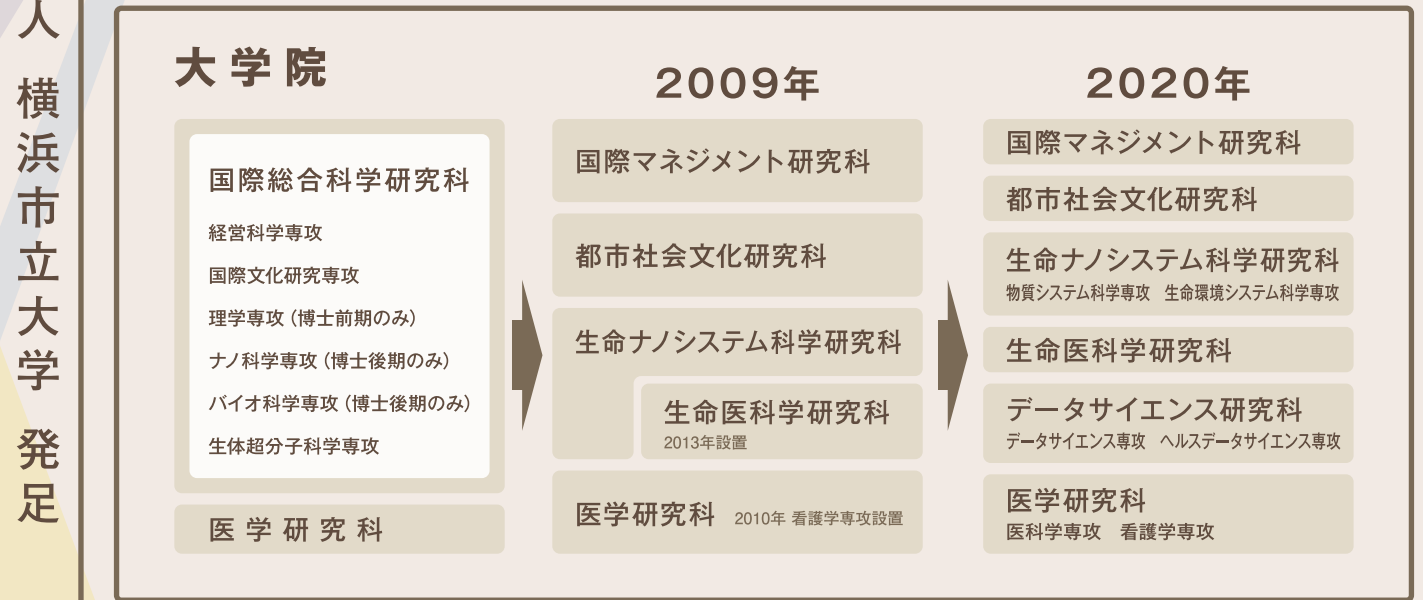 人 横浜市立大学 発足
大学院
国際総合科学研究科
経営科学専攻
国際文化研究専攻
理学専攻（博士前期のみ）
ナノ科学専攻（博士後期のみ）
バイオ科学専攻（博士後期のみ）
生体超分子科学専攻
医学研究科
2009年
国際マネジメント研究科
都市社会文化研究科
生命ナノシステム科学研究科
生命医科学研究科
2013年設置
医学研究科 2010年 看護学専攻設置
2020年
国際マネジメント研究科
都市社会文化研究科
生命ナノシステム科学研究科
物質システム科学専攻　生命環境システム科学専攻
生命医科学研究科
データサイエンス研究科
データサイエンス専攻　ヘルスデータサイエンス専攻
医学研究科
医科学専攻　看護学専攻